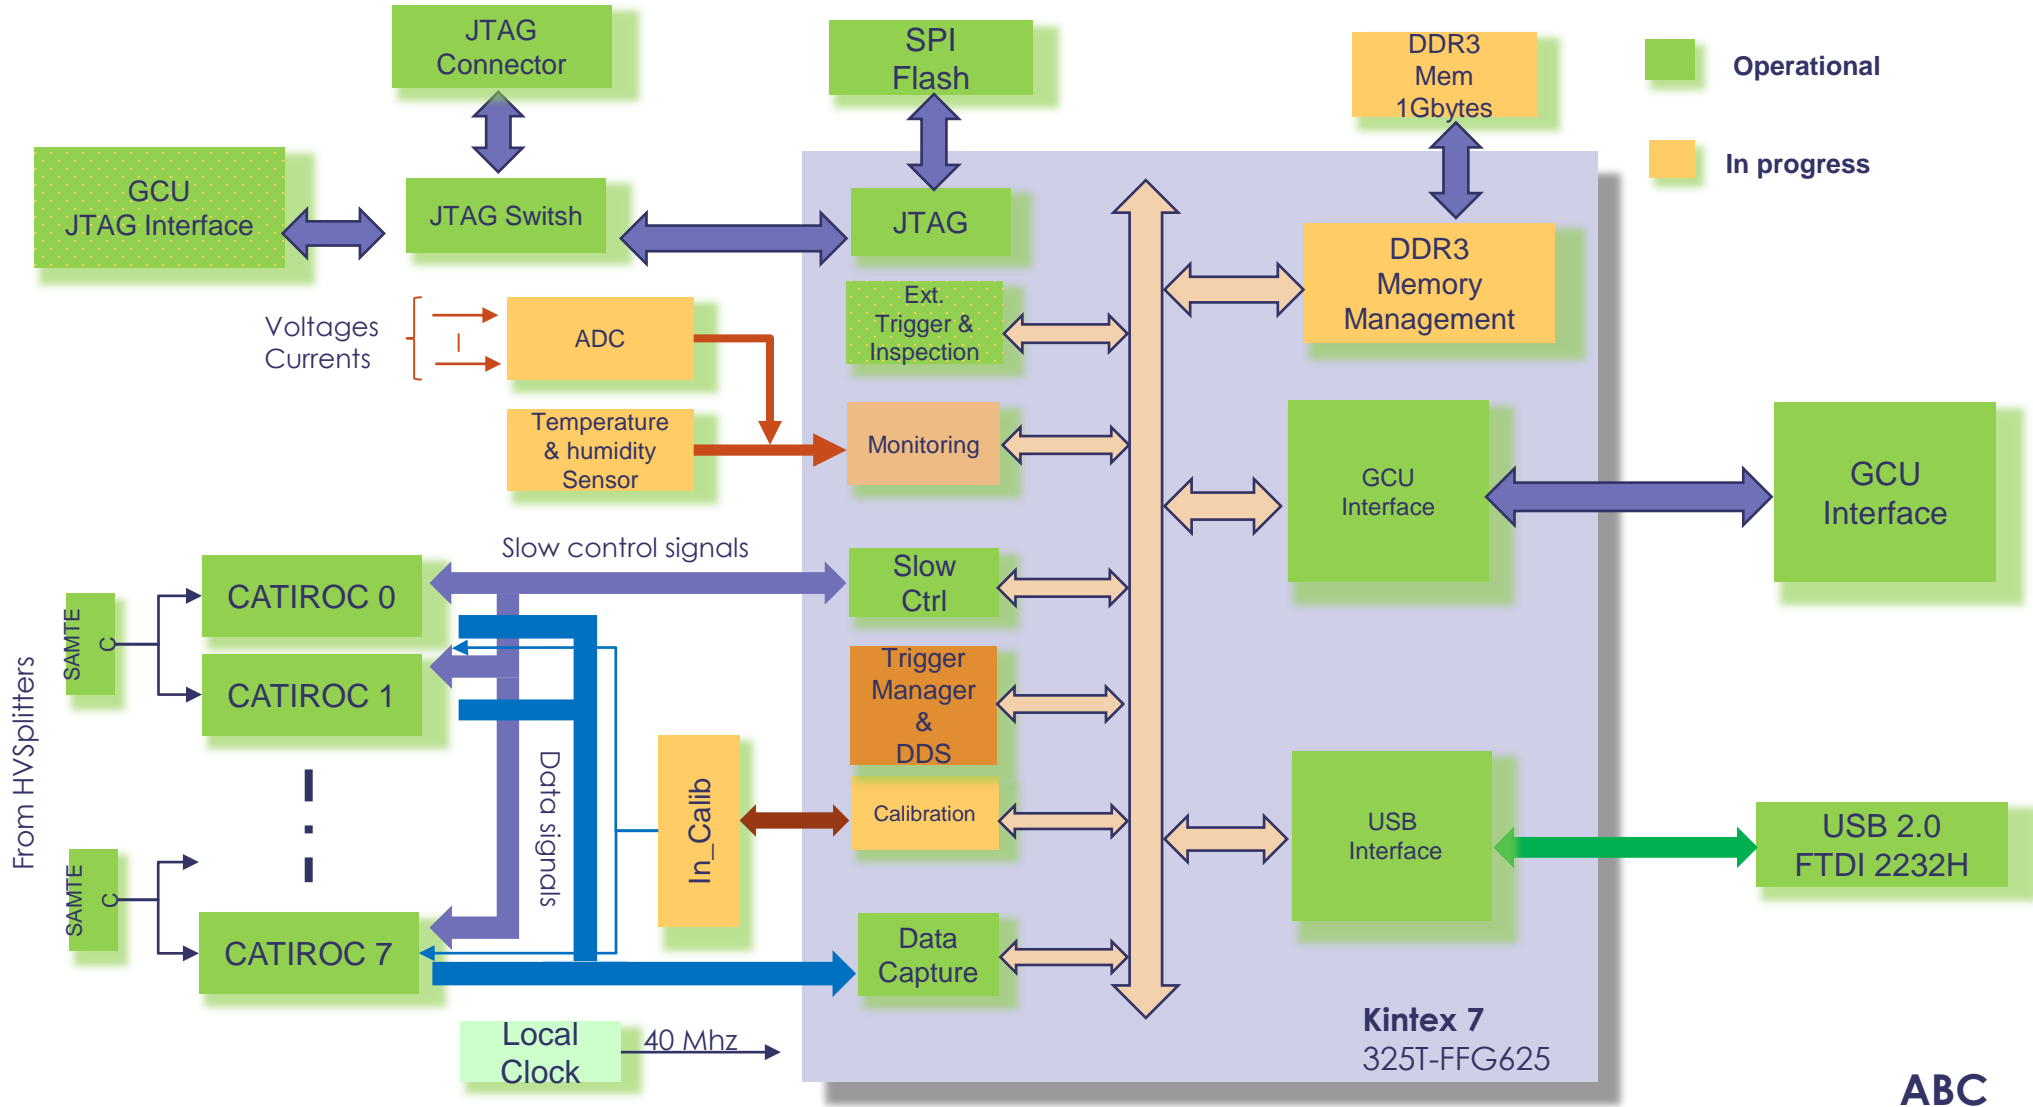 JTAG
Connector
SPI
Flash
DDR3
Mem
1Gbytes
Operational
In progress
GCU
JTAG Interface
JTAG Switsh
JTAG
DDR3
Memory
Management
Voltages
Currents
I
ADC
Ext.
Trigger &
Inspection
Temperature
& humidity
Sensor
Monitoring
GCU
Interface
GCU
Interface
Slow control signals
From HVSplitters
SAMTE
C
CATIROC 0
CATIROC 1
Slow
Ctrl
Trigger
Manager
&
DDS
Data signals
In_Calib
Calibration
USB
Interface
USB 2.0
FTDI 2232H
SAMTE
C
CATIROC 7
Data
Capture
Local
Clock
40 Mhz
Kintex 7
325T-FFG625
ABC